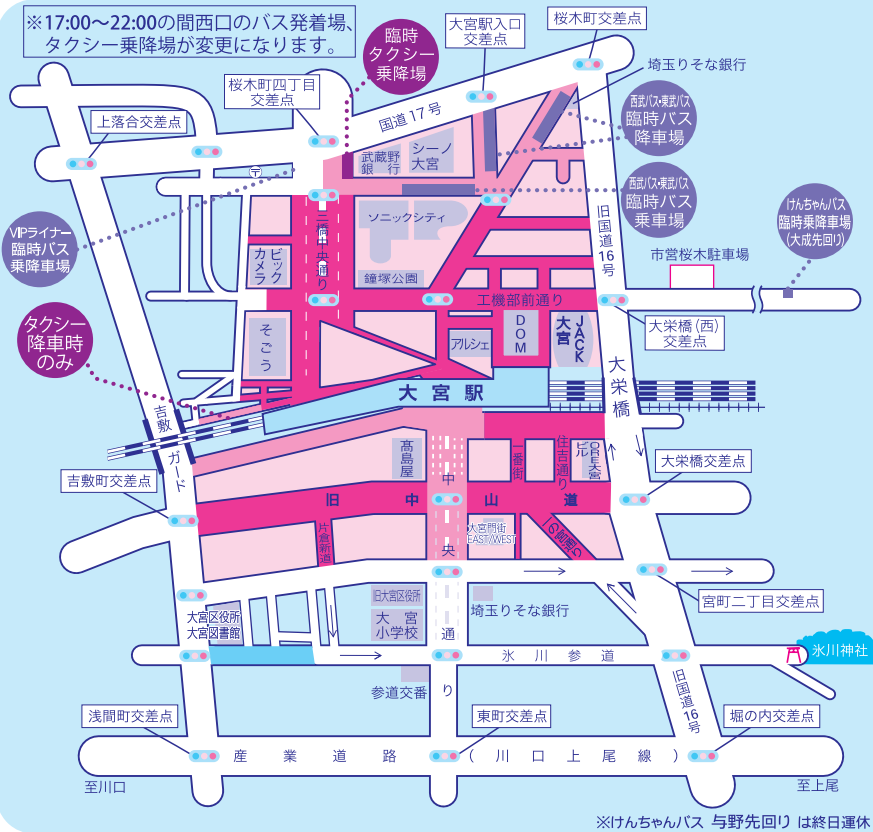 ※17:00～22:00の間西口のバス発着場、
タクシー乗降場が変更になります。
臨時
タクシー
乗降場
大宮駅入口
交差点
桜木町交差点
埼玉りそな銀行
桜木町四丁目
交差点
国道17号
西武バス・東武バス
臨時バス
降車場
上落合交差点
武蔵野
銀行
シーノ
大宮
〒
西武バス・東武バス
臨時バス
乗車場
けんちゃんバス
臨時乗降車場
(大成先回り)
VIPライナー
臨時バス
乗降車場
三橋中央通り
ソニックシティ
旧国道16号
市営桜木駐車場
ビック
カメラ
鐘塚公園
工機部前通り
タクシー
降車時
のみ
そごう
アルシェ
DOM
大宮
JACK
大栄橋(西)
交差点
大宮駅
大栄橋
吉敷
ガード
髙島屋
中央通り
一番街
住吉通り
ORE大宮
ビル
大栄橋交差点
吉敷町交差点
旧中山道
片倉新道
大宮門街
EAST/WEST
旧大宮区役所
埼玉りそな銀行
宮町二丁目交差点
大宮区役所
大宮図書館
大宮
小学校
氷川参道
氷川神社
参道交番
旧国道16号
浅間町交差点
東町交差点
堀の内交差点
産業道路(川口上尾線)
至川口
至上尾
※けんちゃんバス 与野先回り は終日運休